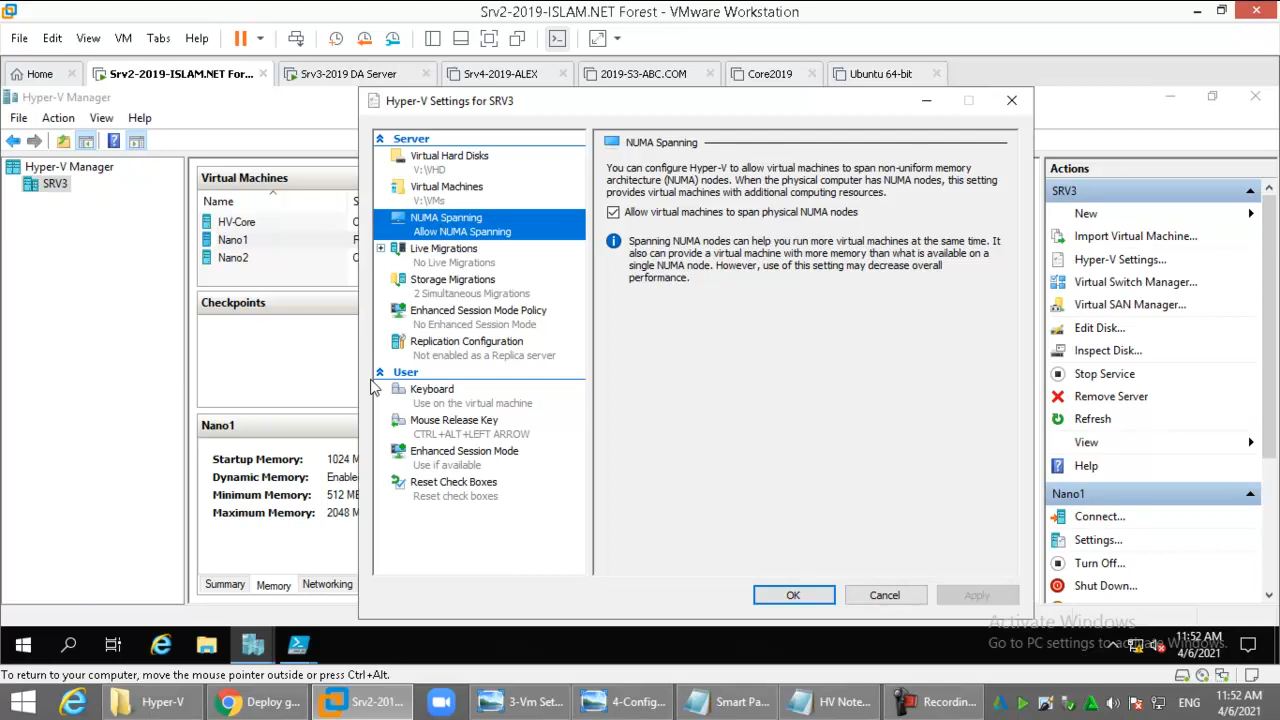 Srv2-2019-ISLAM.NET Forest - VMware Workstation
File Edit View VM Tabs Help
Home
Srv2-2019-ISLAM.NET For...
Srv3-2019 DA Server
Srv4-2019-ALEX
2019-S3-ABC.COM
Core2019
Ubuntu 64-bit
Hyper-V Manager
File Action View Help
Hyper-V Manager
SRV3
Virtual Machines
Name
HV-Core
Nano1
Nano2
Checkpoints
Nano1
Startup Memory: 1024 M
Dynamic Memory: Enable
Minimum Memory: 512 ME
Maximum Memory: 2048 M
Summary Memory Networking
Hyper-V Settings for SRV3
Server
Virtual Hard Disks
V:\VHD
Virtual Machines
V:\VMs
NUMA Spanning
Allow NUMA Spanning
Live Migrations
No Live Migrations
Storage Migrations
2 Simultaneous Migrations
Enhanced Session Mode Policy
No Enhanced Session Mode
Replication Configuration
Not enabled as a Replica server
User
Keyboard
Use on the virtual machine
Mouse Release Key
CTRL+ALT+LEFT ARROW
Enhanced Session Mode
Use if available
Reset Check Boxes
Reset check boxes
NUMA Spanning
You can configure Hyper-V to allow virtual machines to span non-uniform memory
architecture (NUMA) nodes. When the physical computer has NUMA nodes, this setting
provides virtual machines with additional computing resources.
Allow virtual machines to span physical NUMA nodes
Spanning NUMA nodes can help you run more virtual machines at the same time. It
also can provide a virtual machine with more memory than what is available on a
single NUMA node. However, use of this setting may decrease overall
performance.
OK Cancel Apply
Actions
SRV3
New
Import Virtual Machine...
Hyper-V Settings...
Virtual Switch Manager...
Virtual SAN Manager...
Edit Disk...
Inspect Disk...
Stop Service
Remove Server
Refresh
View
Help
Nano1
Connect...
Settings...
Turn Off...
Shut Down...
Activate Windows
Go to PC settings to activate Windows.
11:52 AM
4/6/2021
To return to your computer, move the mouse pointer outside or press Ctrl+Alt.
Hyper-V
Deploy g...
Srv2-201...
3-Vm Set...
4-Config...
Smart Pa...
HV Note...
Recordin...
ENG
11:52 AM
4/6/2021